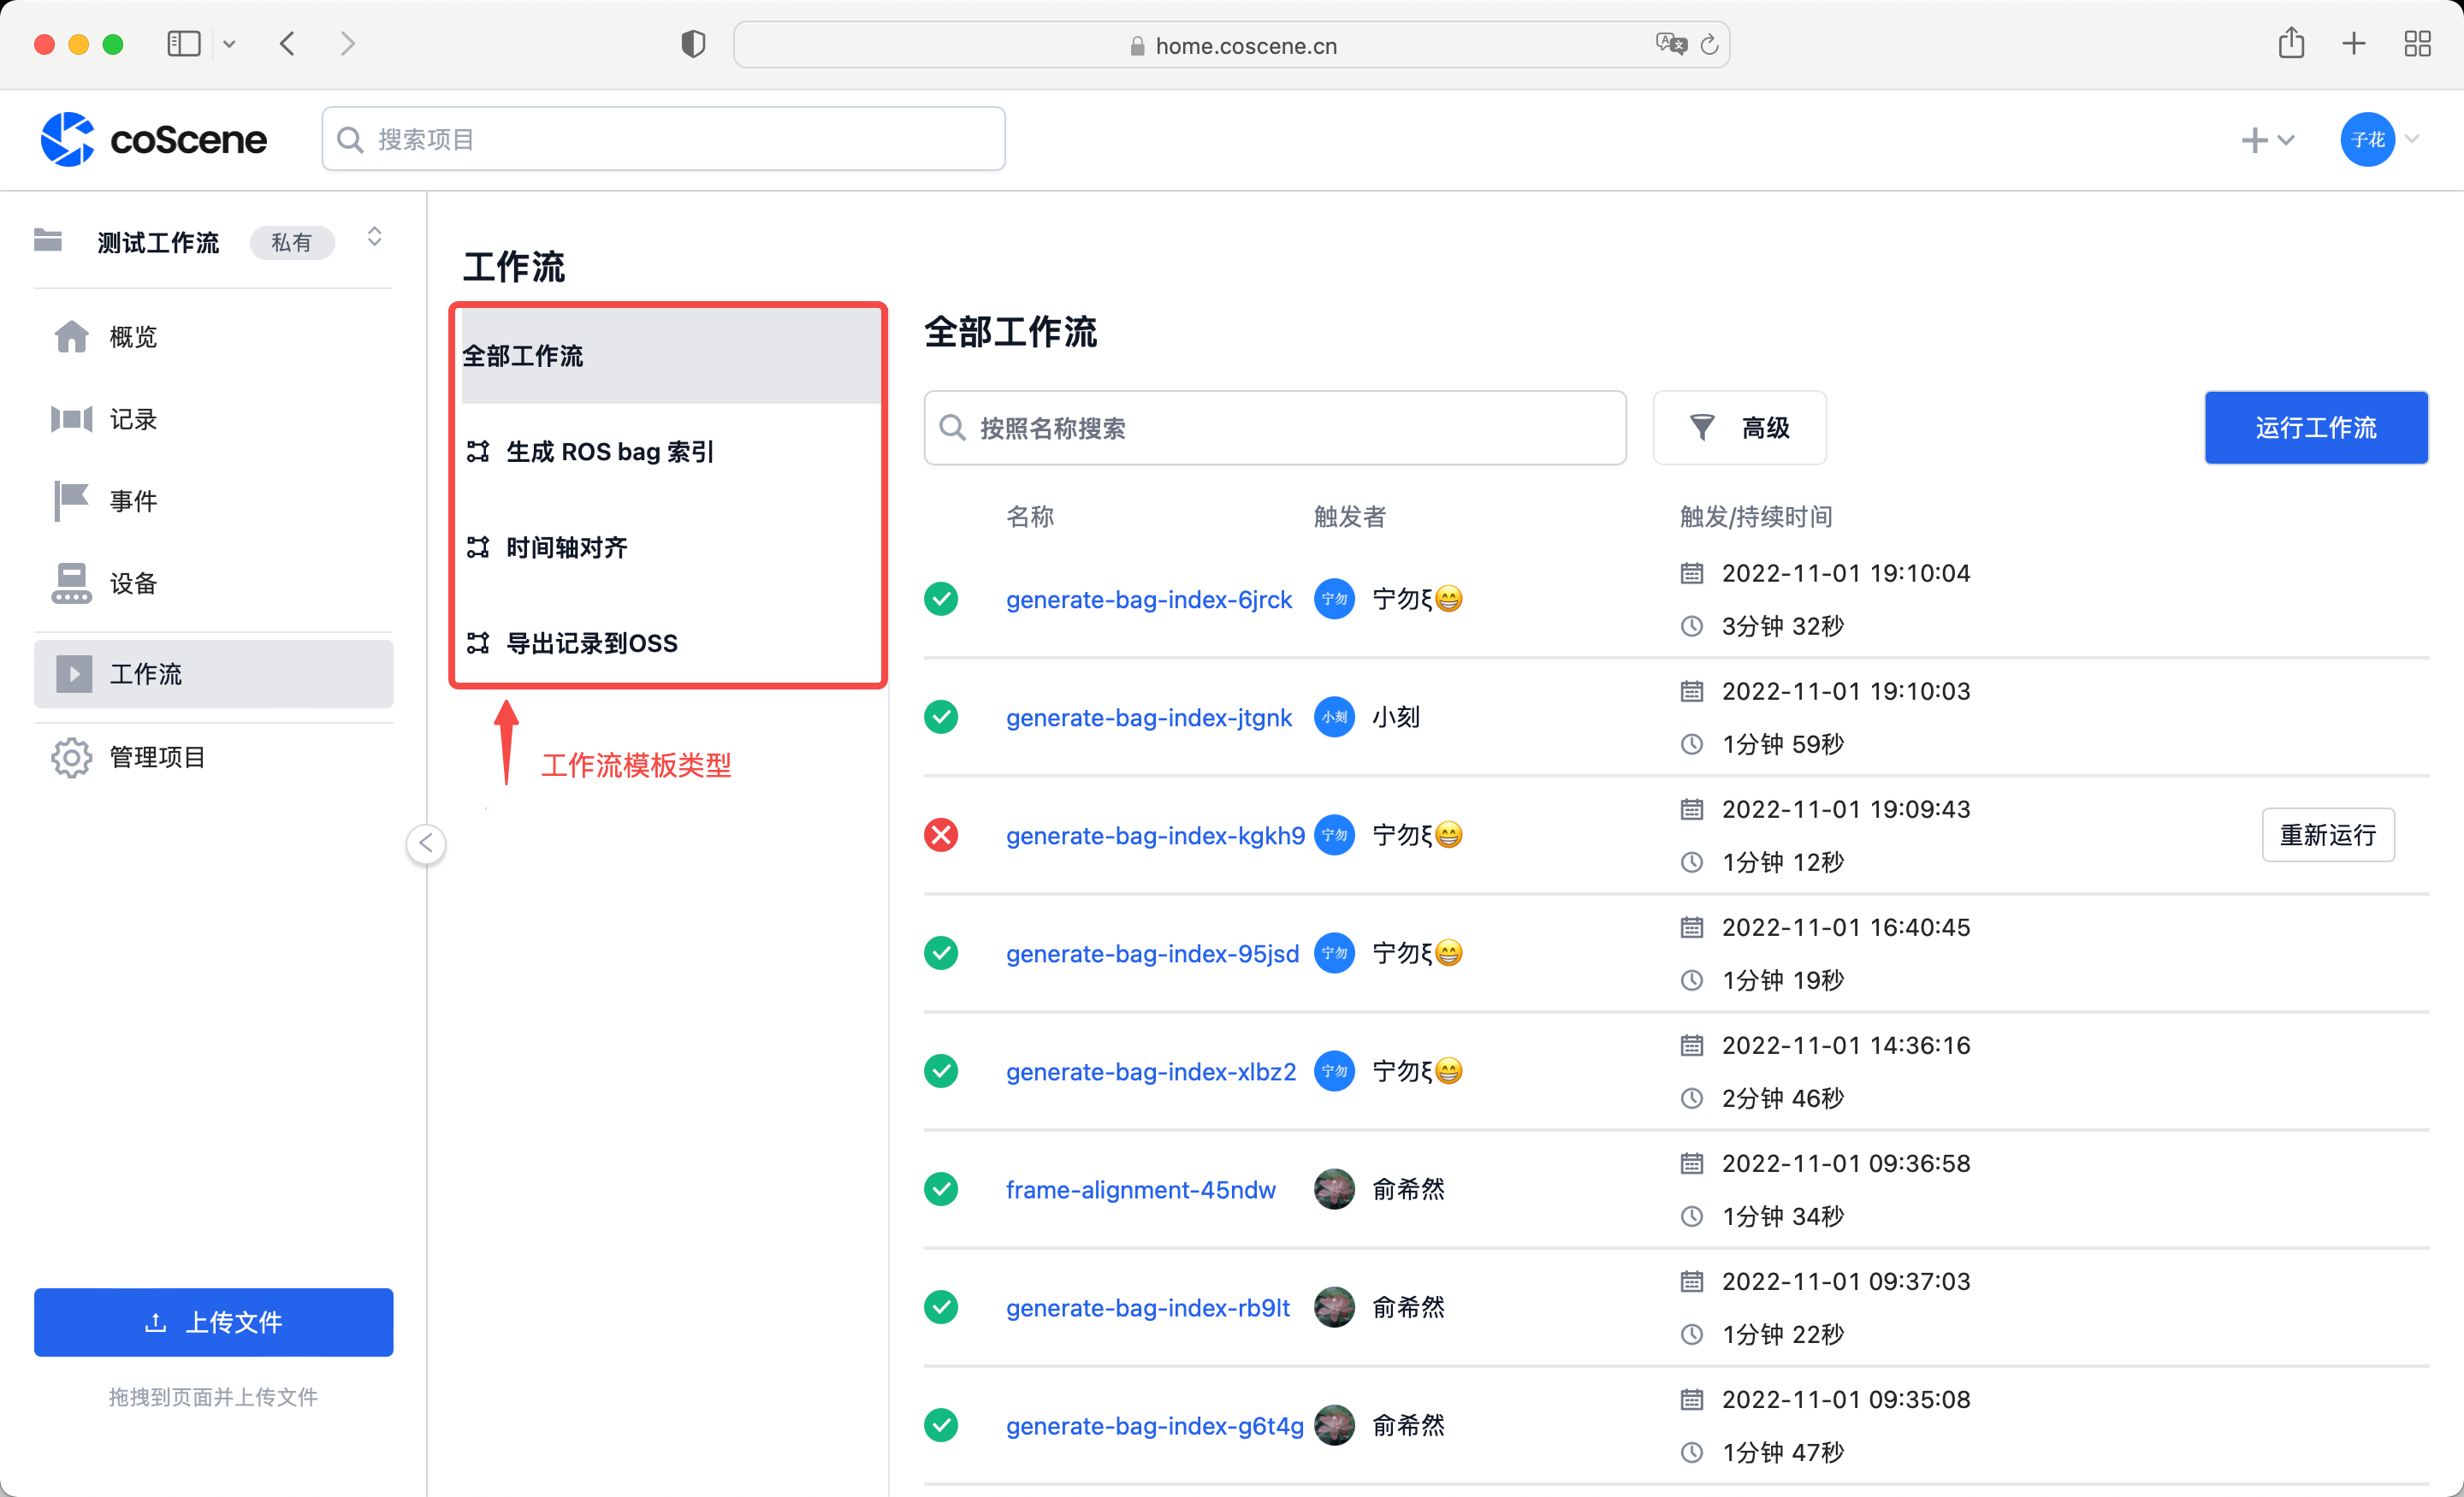 home.coscene.cn
coScene
搜索项目
子花
测试工作流 私有
概览
记录
事件
设备
工作流
管理项目
上传文件
拖拽到页面并上传文件
工作流
全部工作流
生成 ROS bag 索引
时间轴对齐
导出记录到OSS
工作流模板类型
全部工作流
按照名称搜索
高级
运行工作流
名称 触发者 触发/持续时间
generate-bag-index-6jrck 宁勿 宁勿ξ😁 2022-11-01 19:10:04
3分钟 32秒
generate-bag-index-jtgnk 小刻 小刻 2022-11-01 19:10:03
1分钟 59秒
generate-bag-index-kgkh9 宁勿 宁勿ξ😁 2022-11-01 19:09:43
1分钟 12秒
重新运行
generate-bag-index-95jsd 宁勿 宁勿ξ😁 2022-11-01 16:40:45
1分钟 19秒
generate-bag-index-xlbz2 宁勿 宁勿ξ😁 2022-11-01 14:36:16
2分钟 46秒
frame-alignment-45ndw 俞希然 2022-11-01 09:36:58
1分钟 34秒
generate-bag-index-rb9lt 俞希然 2022-11-01 09:37:03
1分钟 22秒
generate-bag-index-g6t4g 俞希然 2022-11-01 09:35:08
1分钟 47秒